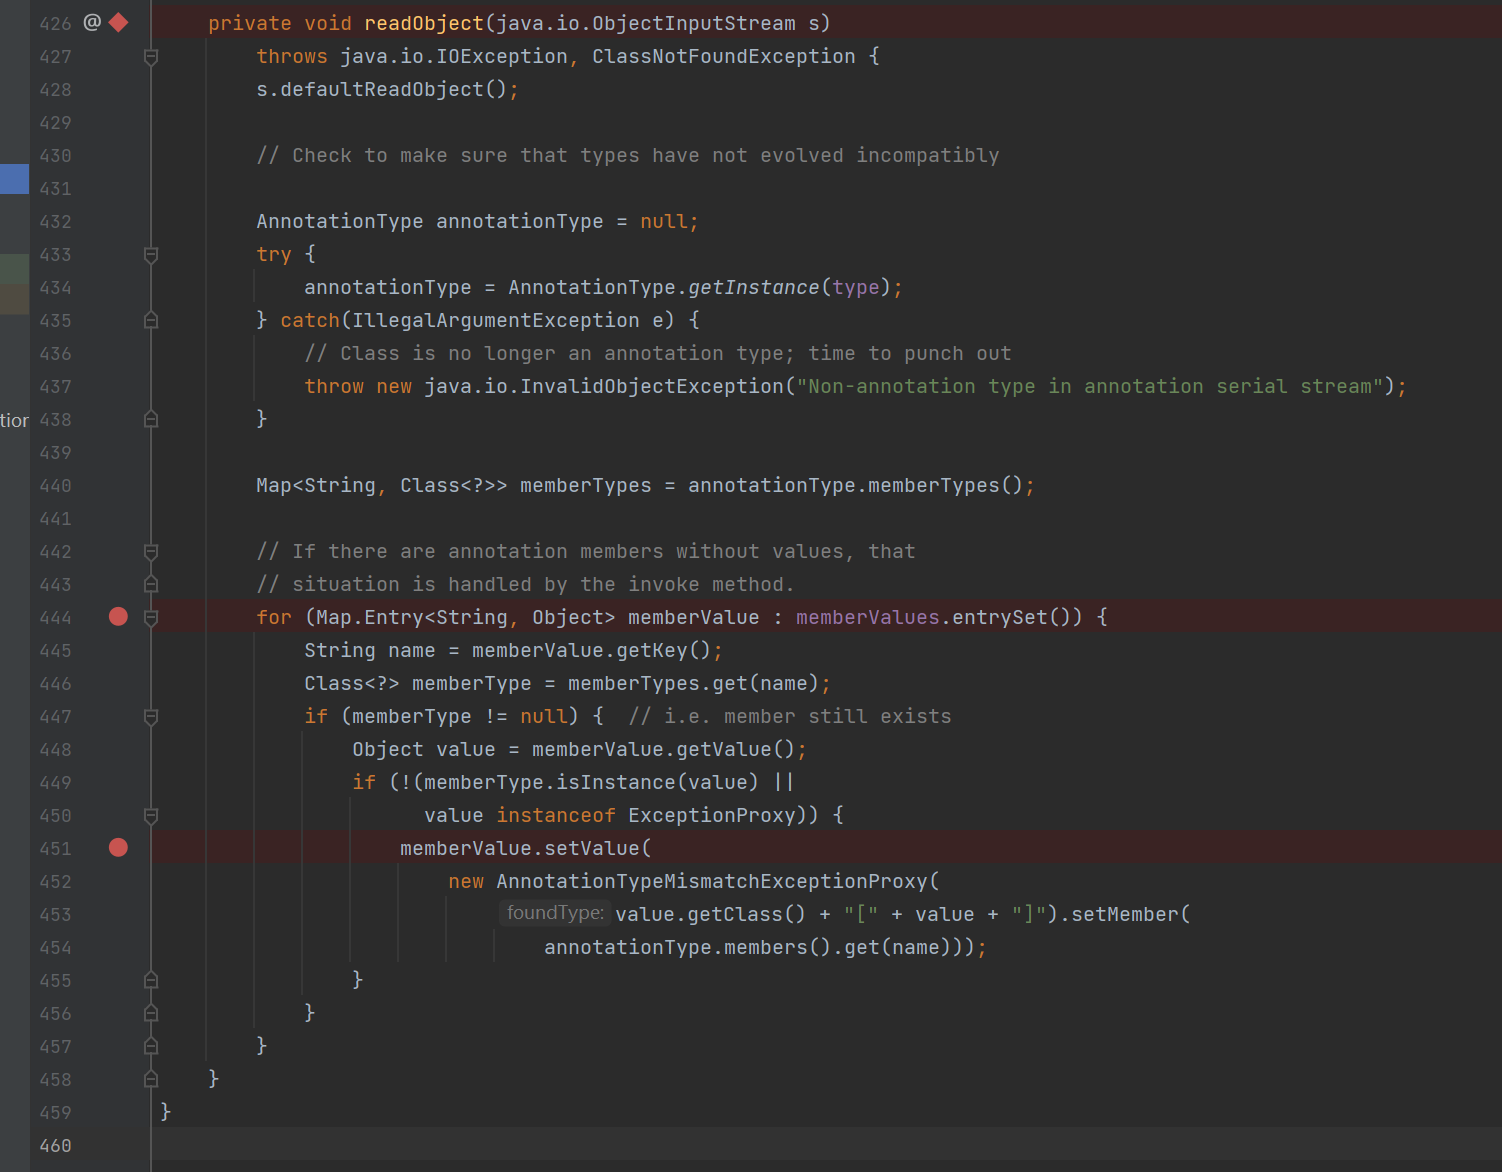 426 @ private void readObject(java.io.ObjectInputStream s)
427 throws java.io.IOException, ClassNotFoundException {
428 s.defaultReadObject();
429
430 // Check to make sure that types have not evolved incompatibly
431
432 AnnotationType annotationType = null;
433 try {
434 annotationType = AnnotationType.getInstance(type);
435 } catch(IllegalArgumentException e) {
436 // Class is no longer an annotation type; time to punch out
437 throw new java.io.InvalidObjectException("Non-annotation type in annotation serial stream");
tion 438 }
439
440 Map<String, Class<?>> memberTypes = annotationType.memberTypes();
441
442 // If there are annotation members without values, that
443 // situation is handled by the invoke method.
444 for (Map.Entry<String, Object> memberValue : memberValues.entrySet()) {
445 String name = memberValue.getKey();
446 Class<?> memberType = memberTypes.get(name);
447 if (memberType != null) { // i.e. member still exists
448 Object value = memberValue.getValue();
449 if (!(memberType.isInstance(value) ||
450 value instanceof ExceptionProxy)) {
451 memberValue.setValue(
452 new AnnotationTypeMismatchExceptionProxy(
453 foundType: value.getClass() + "[" + value + "]").setMember(
454 annotationType.members().get(name)));
455 }
456 }
457 }
458 }
459 }
460